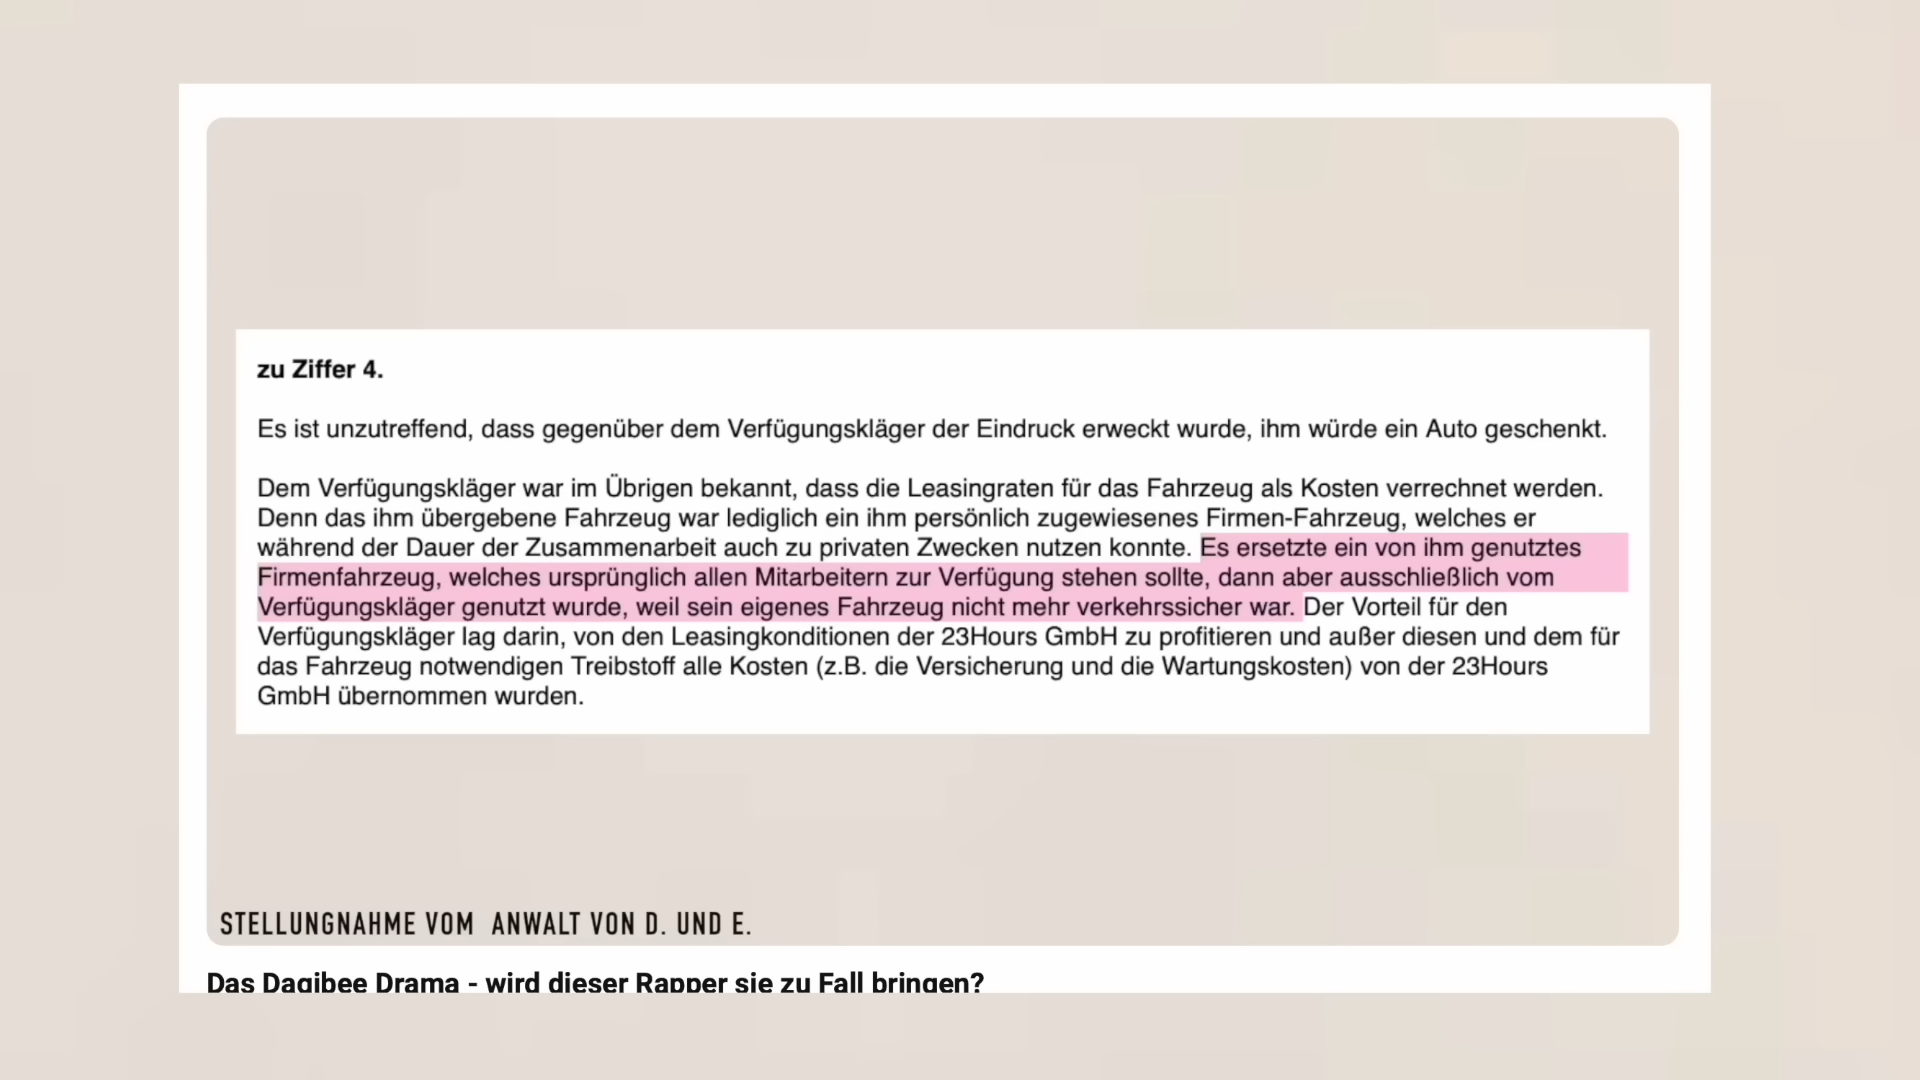 zu Ziffer 4.
Es ist unzutreffend, dass gegenüber dem Verfügungskläger der Eindruck erweckt wurde, ihm würde ein Auto geschenkt.
Dem Verfügungskläger war im Übrigen bekannt, dass die Leasingraten für das Fahrzeug als Kosten verrechnet werden.
Denn das ihm übergebene Fahrzeug war lediglich ein ihm persönlich zugewiesenes Firmen-Fahrzeug, welches er
während der Dauer der Zusammenarbeit auch zu privaten Zwecken nutzen konnte. Es ersetzte ein von ihm genutztes
Firmenfahrzeug, welches ursprünglich allen Mitarbeitern zur Verfügung stehen sollte, dann aber ausschließlich vom
Verfügungskläger genutzt wurde, weil sein eigenes Fahrzeug nicht mehr verkehrssicher war. Der Vorteil für den
Verfügungskläger lag darin, von den Leasingkonditionen der 23Hours GmbH zu profitieren und außer diesen und dem für
das Fahrzeug notwendigen Treibstoff alle Kosten (z.B. die Versicherung und die Wartungskosten) von der 23Hours
GmbH übernommen wurden.
STELLUNGNAHME VOM ANWALT VON D. UND E.
Das Dagibee Drama - wird dieser Rapper sie zu Fall bringen?